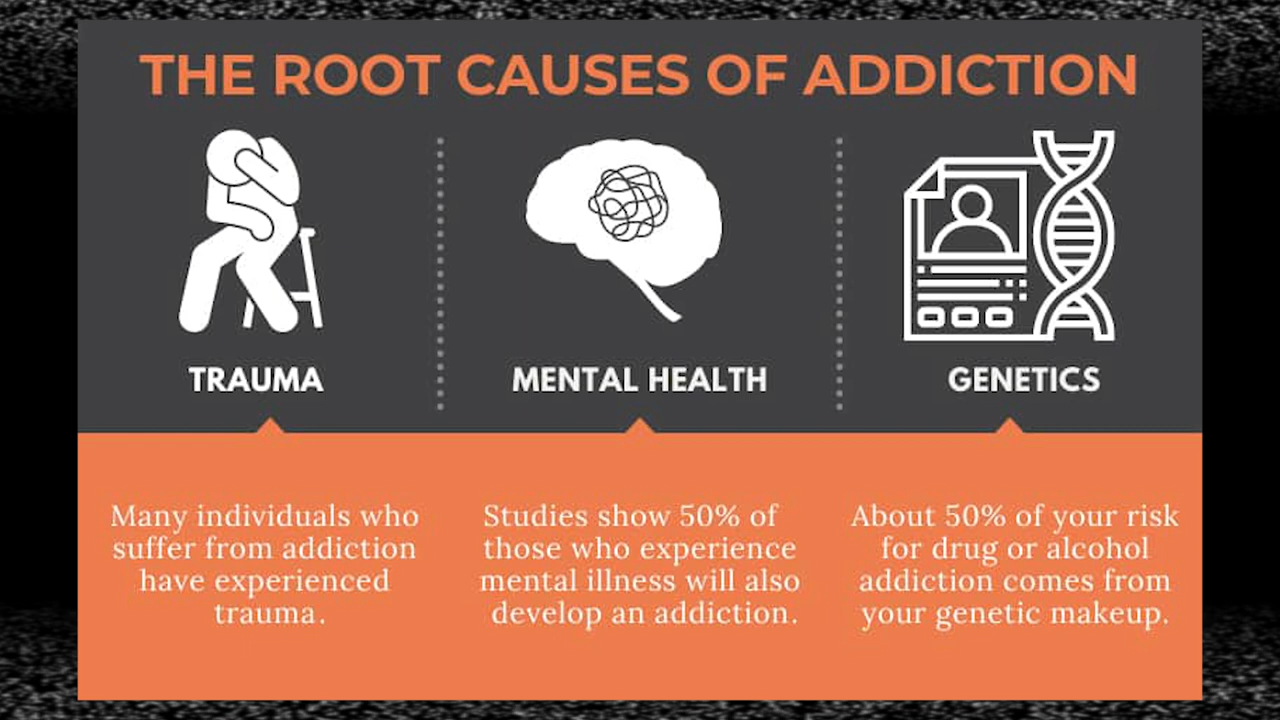 THE ROOT CAUSES OF ADDICTION
TRAUMA
Many individuals who
suffer from addiction
have experienced
trauma.
MENTAL HEALTH
Studies show 50% of
those who experience
mental illness will also
develop an addiction.
GENETICS
About 50% of your risk
for drug or alcohol
addiction comes from
your genetic makeup.